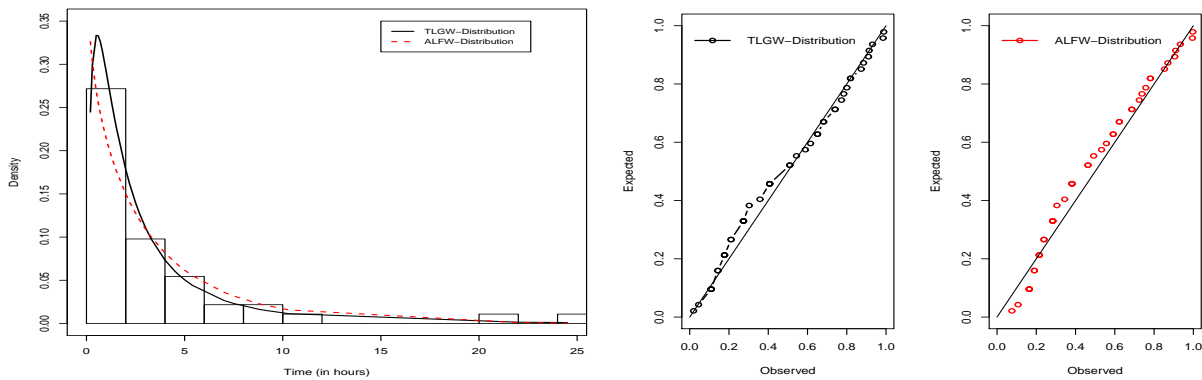 0.35
0.30
0.25
0.20
0.15
0.10
0.05
0.00
Density
TLGW−Distribution
ALFW−Distribution
0 5 10 15 20 25
Time (in hours)
1.0
0.8
0.6
0.4
0.2
0.0
Expected
TLGW−Distribution
0.0 0.2 0.4 0.6 0.8 1.0
Observed
1.0
0.8
0.6
0.4
0.2
0.0
Expected
ALFW−Distribution
0.0 0.2 0.4 0.6 0.8 1.0
Observed